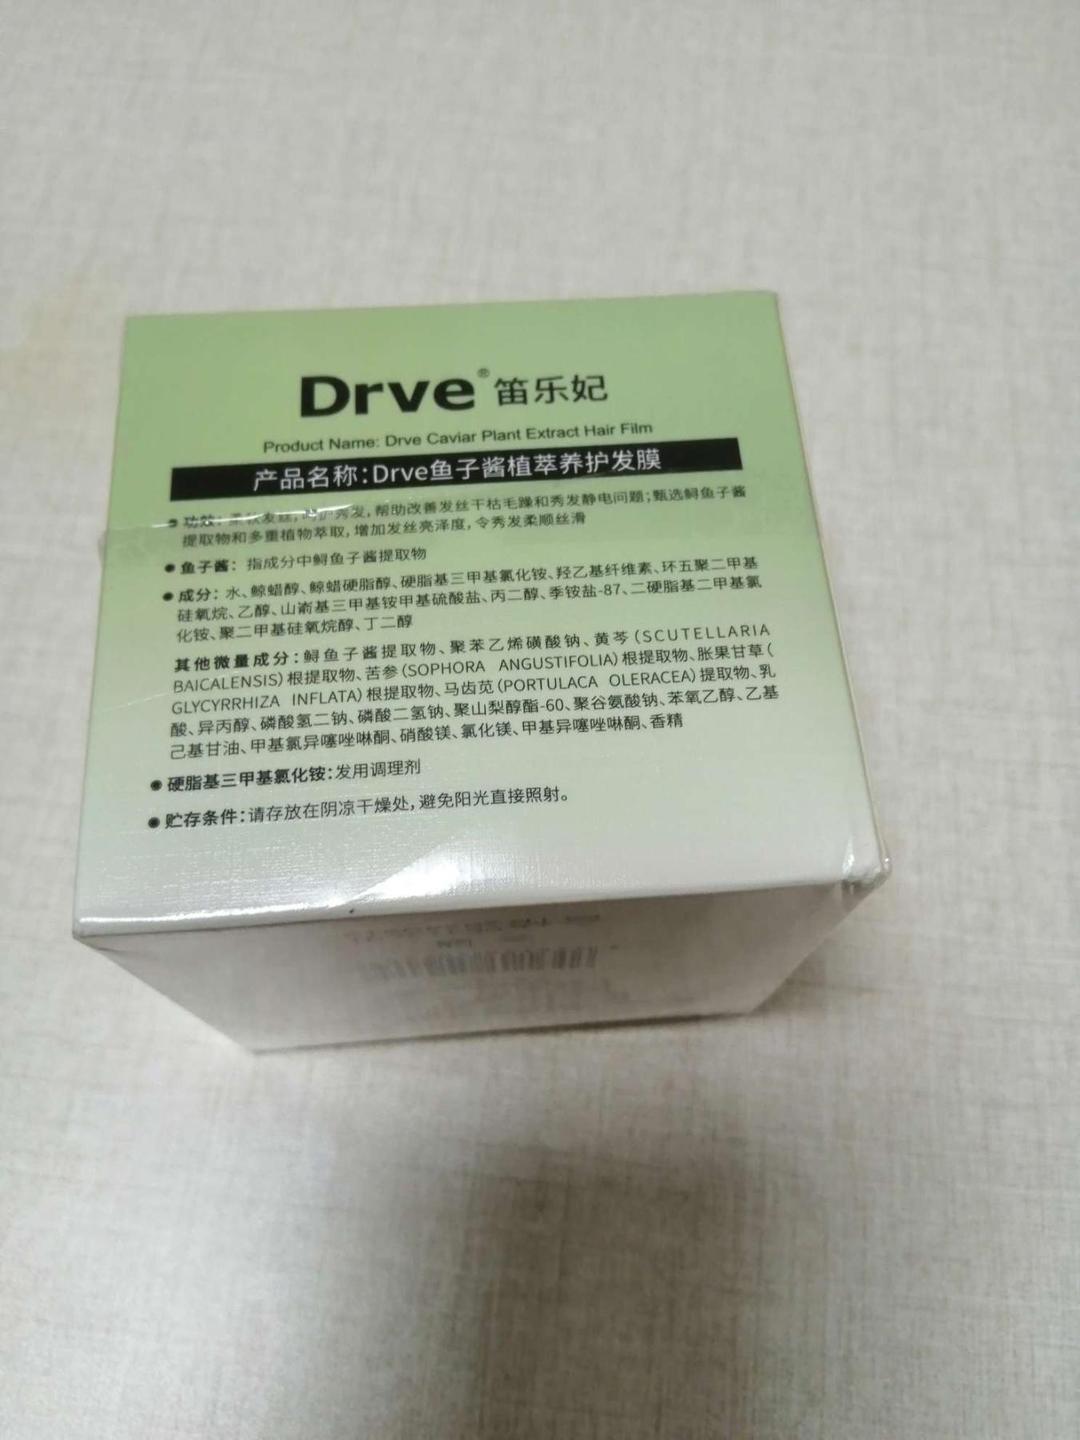 Drve® 笛乐妃
Product Name: Drve Caviar Plant Extract Hair Film
产品名称:Drve鱼子酱植萃养护发膜
功效:柔软发丝,呵护秀发,帮助改善发丝干枯毛躁和秀发静电问题;甄选鲟鱼子酱
提取物和多重植物萃取,增加发丝亮泽度,令秀发柔顺丝滑
鱼子酱:指成分中鲟鱼子酱提取物
成分:水、鲸蜡醇、鲸蜡硬脂醇、硬脂基三甲基氯化铵、羟乙基纤维素、环五聚二甲基
硅氧烷、乙醇、山嵛基三甲基铵甲基硫酸盐、丙二醇、季铵盐-87、二硬脂基二甲基氯
化铵、聚二甲基硅氧烷醇、丁二醇
其他微量成分:鲟鱼子酱提取物、聚苯乙烯磺酸钠、黄芩(SCUTELLARIA
BAICALENSIS)根提取物、苦参(SOPHORA ANGUSTIFOLIA)根提取物、胀果甘草(
GLYCYRRHIZA INFLATA)根提取物、马齿苋(PORTULACA OLERACEA)提取物、乳
酸、异丙醇、磷酸氢二钠、磷酸二氢钠、聚山梨醇酯-60、聚谷氨酸钠、苯氧乙醇、乙基
己基甘油、甲基氯异噻唑啉酮、硝酸镁、氯化镁、甲基异噻唑啉酮、香精
硬脂基三甲基氯化铵:发用调理剂
贮存条件:请存放在阴凉干燥处,避免阳光直接照射。